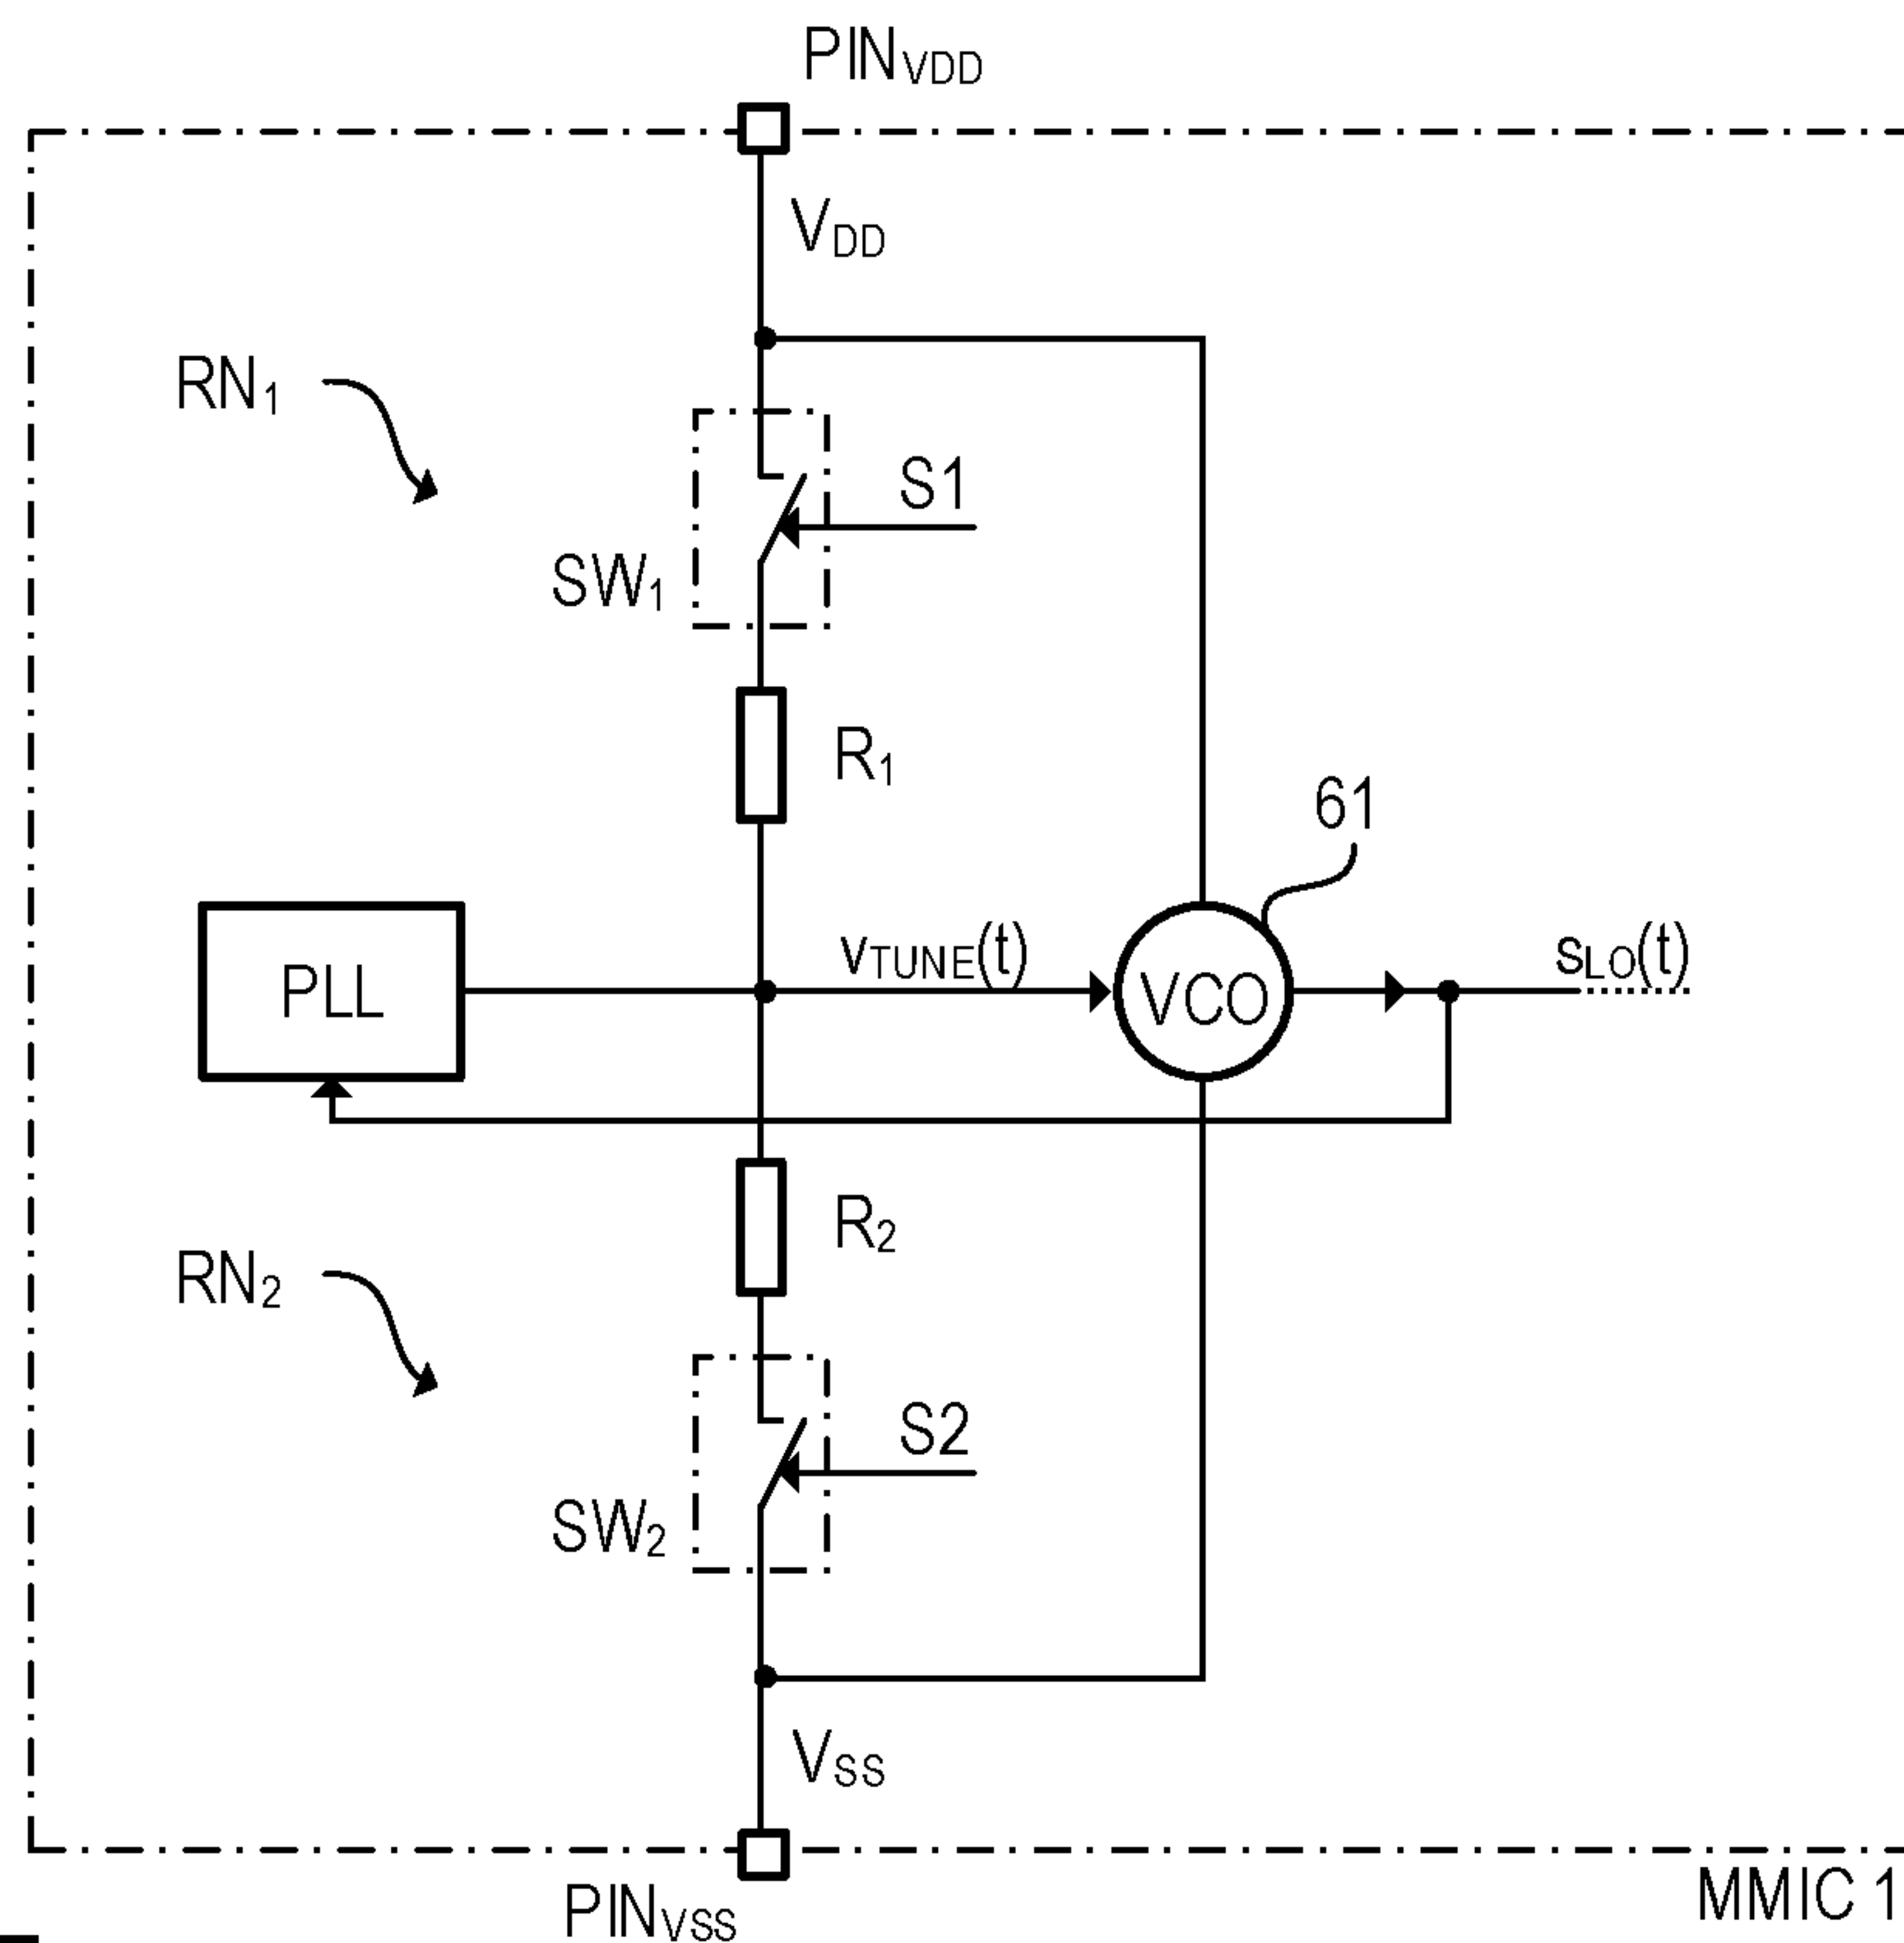 PINVDD
VDD
RN1
S1
SW1
R1
61
PLL
vTUNE(t)
VCO
sLO(t)
R2
RN2
S2
SW2
VSS
PINVSS
MMIC 1